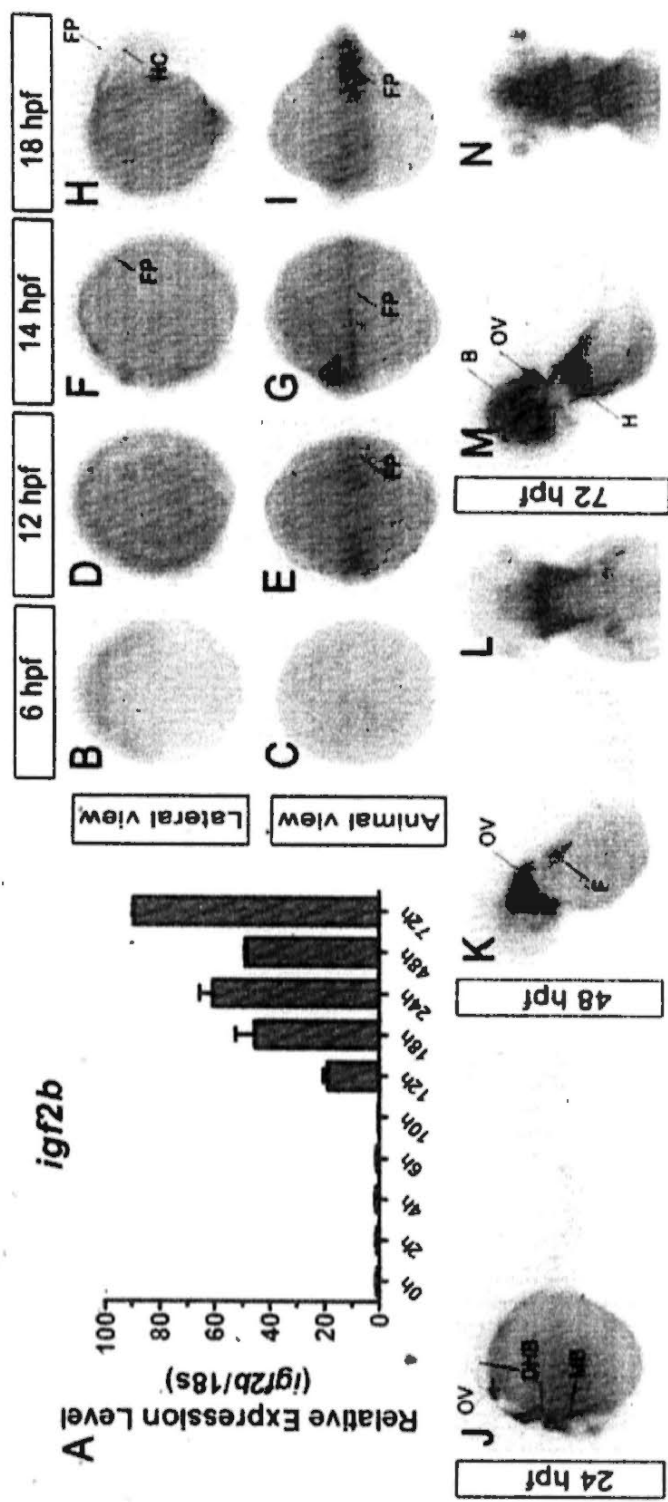 A
igf2b
Relative Expression Level
(igf2b/18s)
100
80
60
40
20
0
0h
2h
4h
6h
10h
12h
18h
24h
48h
72h
6 hpf
12 hpf
14 hpf
18 hpf
Lateral view
B
D
F
FP
H
FP
HC
Animal view
C
E
FP
G
FP
I
FP
24 hpf
J
OV
DHB
MB
48 hpf
K
OV
F
L
72 hpf
M
B
OV
H
N